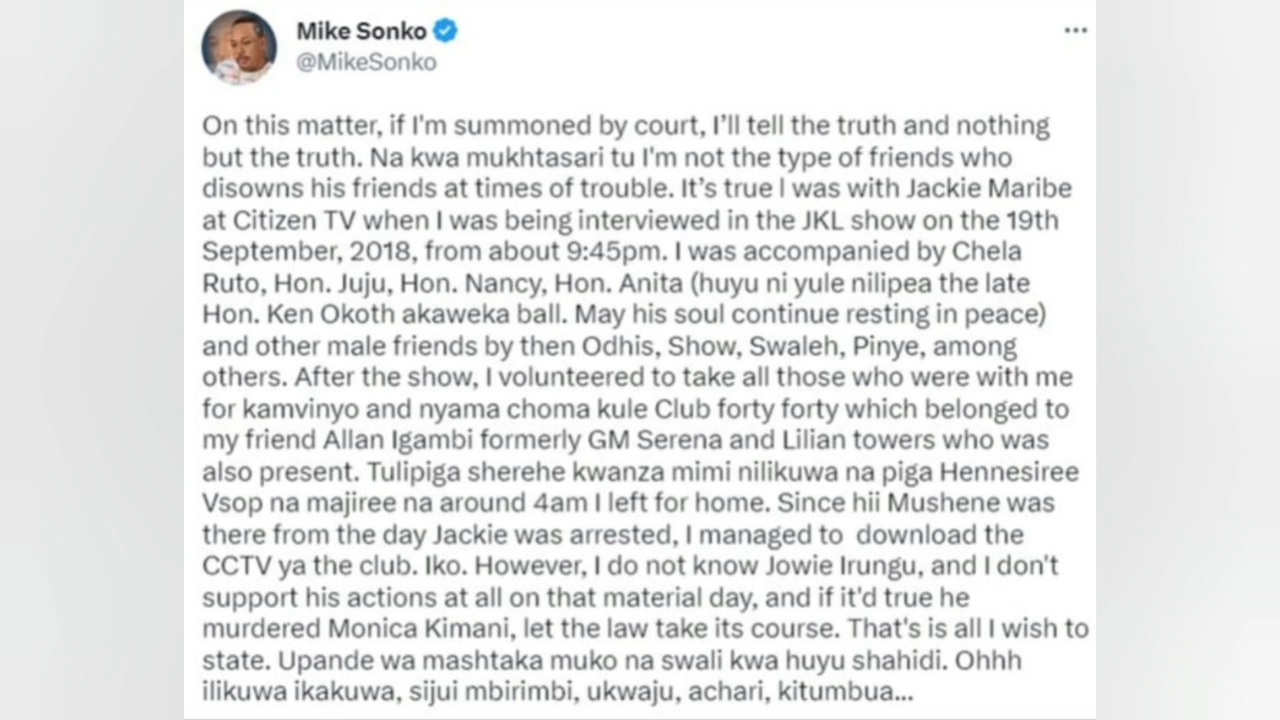 Mike Sonko
@MikeSonko
On this matter, if I'm summoned by court, I’ll tell the truth and nothing
but the truth. Na kwa mukhtasari tu I'm not the type of friends who
disowns his friends at times of trouble. It’s true I was with Jackie Maribe
at Citizen TV when I was being interviewed in the JKL show on the 19th
September, 2018, from about 9:45pm. I was accompanied by Chela
Ruto, Hon. Juju, Hon. Nancy, Hon. Anita (huyu ni yule nilipea the late
Hon. Ken Okoth akaweka ball. May his soul continue resting in peace)
and other male friends by then Odhis, Show, Swaleh, Pinye, among
others. After the show, I volunteered to take all those who were with me
for kamvinyo and nyama choma kule Club forty forty which belonged to
my friend Allan Igambi formerly GM Serena and Lilian towers who was
also present. Tulipiga sherehe kwanza mimi nilikuwa na piga Hennesiree
Vsop na majiree na around 4am I left for home. Since hii Mushene was
there from the day Jackie was arrested, I managed to  download the
CCTV ya the club. Iko. However, I do not know Jowie Irungu, and I don't
support his actions at all on that material day, and if it'd true he
murdered Monica Kimani, let the law take its course. That's is all I wish to
state. Upande wa mashtaka muko na swali kwa huyu shahidi. Ohhh
ilikuwa ikakuwa, sijui mbirimbi, ukwaju, achari, kitumbua...